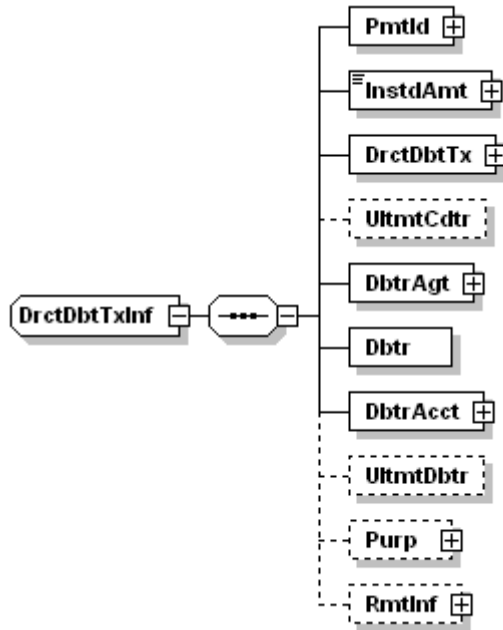 PmtId
InstdAmt
DrctDbtTx
UltmtCdtr
DbtrAgt
DrctDbtTxInf
Dbtr
DbtrAcct
UltmtDbtr
Purp
RmtInf